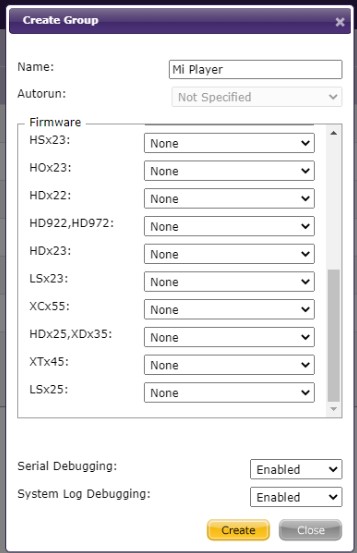 Create Group
Name: Mi Player
Autorun: Not Specified
Firmware
HSx23: None
HOx23: None
HDx22: None
HD922,HD972: None
HDx23: None
LSx23: None
XCx55: None
HDx25,XDx35: None
XTx45: None
LSx25: None
Serial Debugging: Enabled
System Log Debugging: Enabled
Create Close